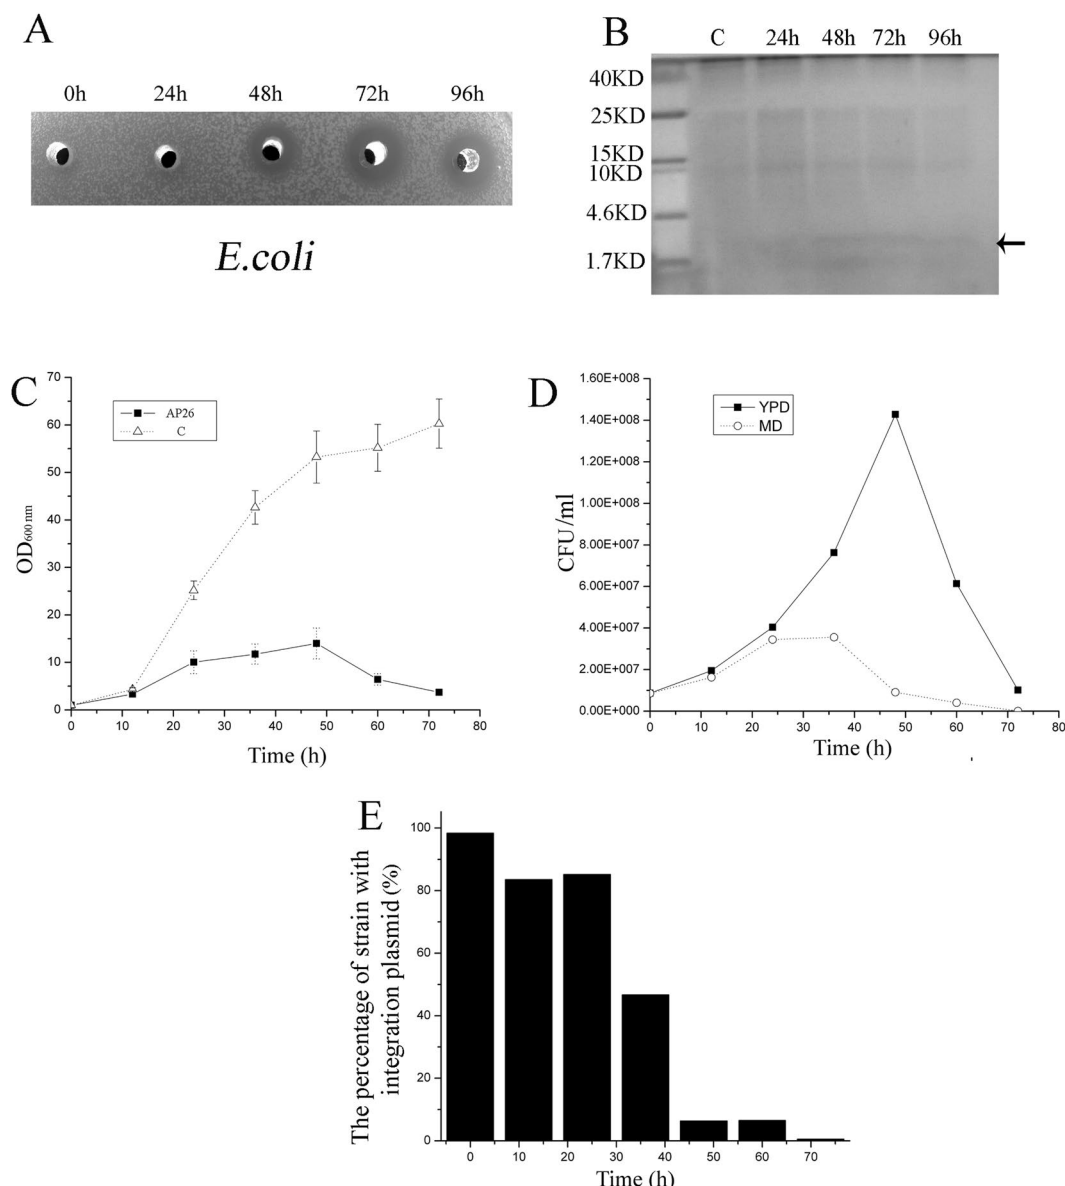 A
0h 24h 48h 72h 96h
E.coli
B
C 24h 48h 72h 96h
40KD
25KD
15KD
10KD
4.6KD
1.7KD
C
70
60
50
40
30
20
10
0
OD600 nm
AP26
C
0 10 20 30 40 50 60 70 80
Time (h)
D
1.60E+008
1.40E+008
1.20E+008
1.00E+008
8.00E+007
6.00E+007
4.00E+007
2.00E+007
0.00E+000
CFU/ml
YPD
MD
0 10 20 30 40 50 60 70 80
Time (h)
E
The percentage of strain with
integration plasmid (%)
100
80
60
40
20
0
0 10 20 30 40 50 60 70
Time (h)